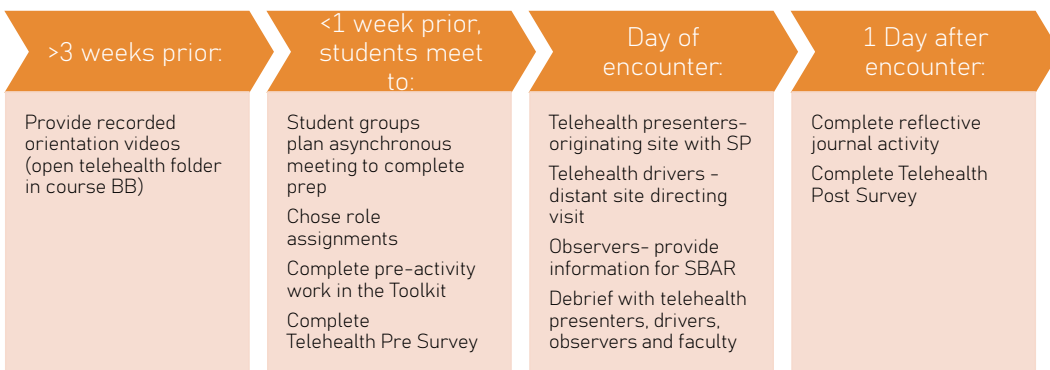 >3 weeks prior:
Provide recorded
orientation videos
(open telehealth folder
in course BB)
<1 week prior,
students meet
to:
Student groups
plan asynchronous
meeting to complete
prep
Chose role
assignments
Complete pre-activity
work in the Toolkit
Complete
Telehealth Pre Survey
Day of
encounter:
Telehealth presenters-
originating site with SP
Telehealth drivers -
distant site directing
visit
Observers- provide
information for SBAR
Debrief with telehealth
presenters, drivers,
observers and faculty
1 Day after
encounter:
Complete reflective
journal activity
Complete Telehealth
Post Survey